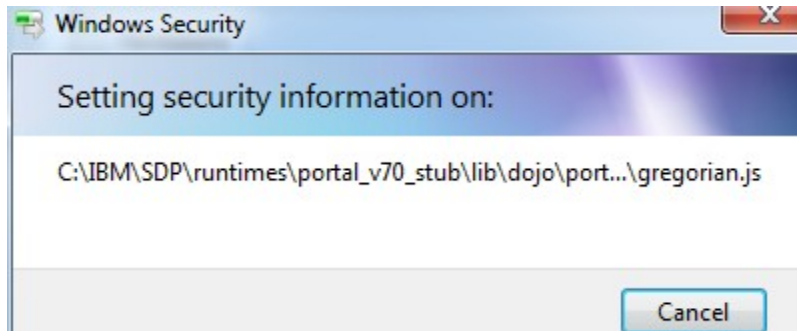 Windows Security
Setting security information on:
C:\IBM\SDP\runtimes\portal_v70_stub\lib\dojo\port...\gregorian.js
Cancel